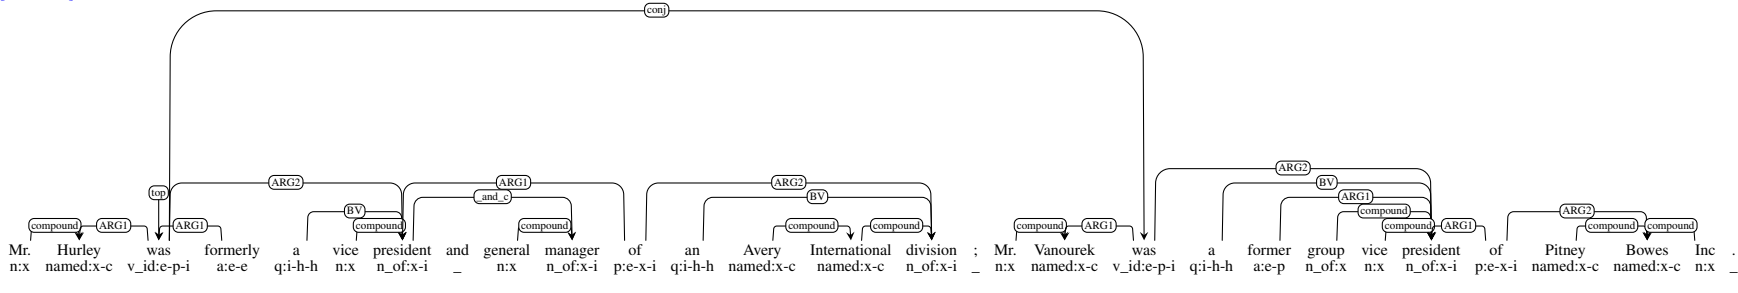 conj
ARG2 ARG1 ARG2 ARG2
top _and_c BV BV
ARG1
BV compound ARG2
compound ARG1 ARG1 compound compound compound compound compound ARG1 compound ARG1 compound compound
Mr. Hurley was formerly a vice president and general manager of an Avery International division ; Mr. Vanourek was a former group vice president of Pitney Bowes Inc .
n:x named:x-c v_id:e-p-i a:e-e q:i-h-h n:x n_of:x-i _ n:x n_of:x-i p:e-x-i q:i-h-h named:x-c named:x-c n_of:x-i _ n:x named:x-c v_id:e-p-i q:i-h-h a:e-p n_of:x n:x n_of:x-i p:e-x-i named:x-c named:x-c n:x _